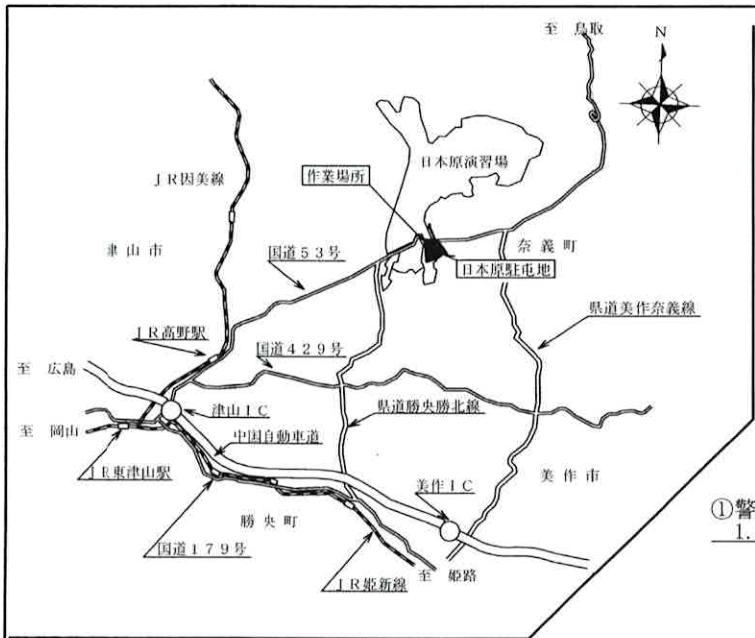 至 鳥取
N
日本原演習場
作業場所
JR因美線
津山市
奈義町
国道53号
日本原駐屯地
県道美作奈義線
JR高野駅
国道429号
至 広島
津山IC
県道勝央勝北線
至 岡山
中国自動車道
JR東津山駅
美作IC
美作市
勝央町
国道179号
至 姫路
JR姫新線
①警
1.